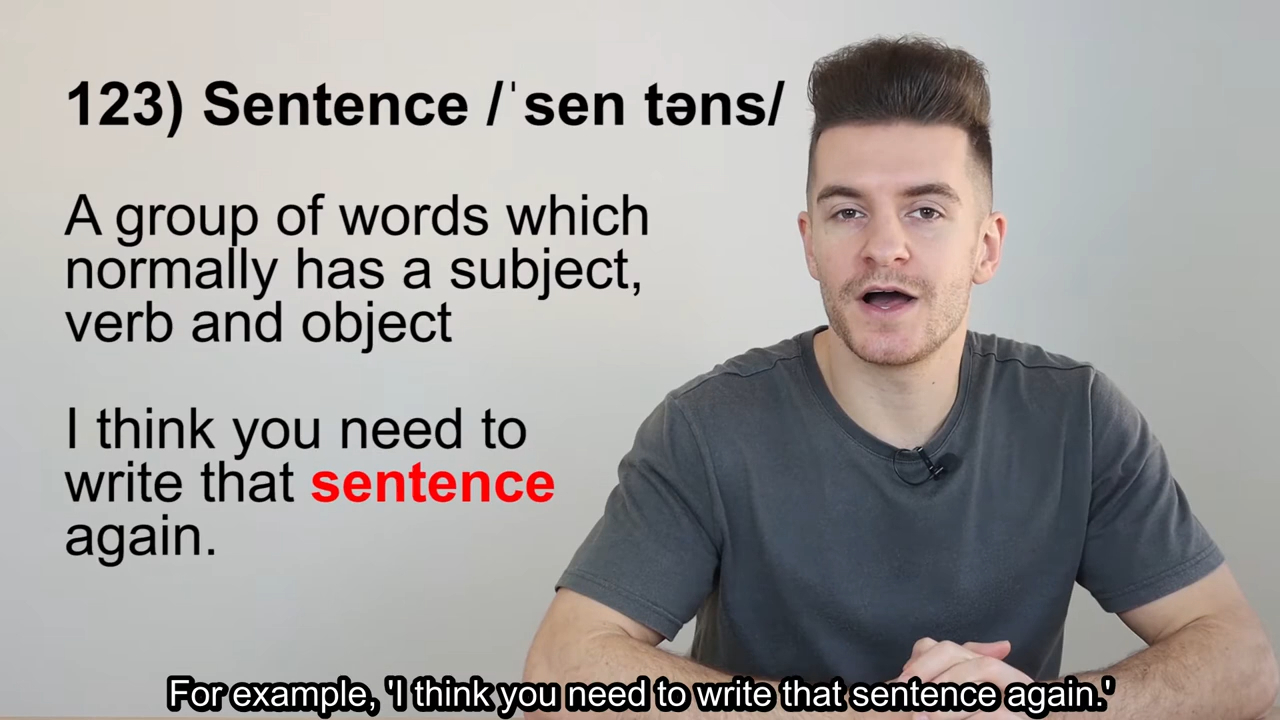 123) Sentence /ˈsen təns/
A group of words which
normally has a subject,
verb and object
I think you need to
write that sentence
again.
For example, 'I think you need to write that sentence again.'